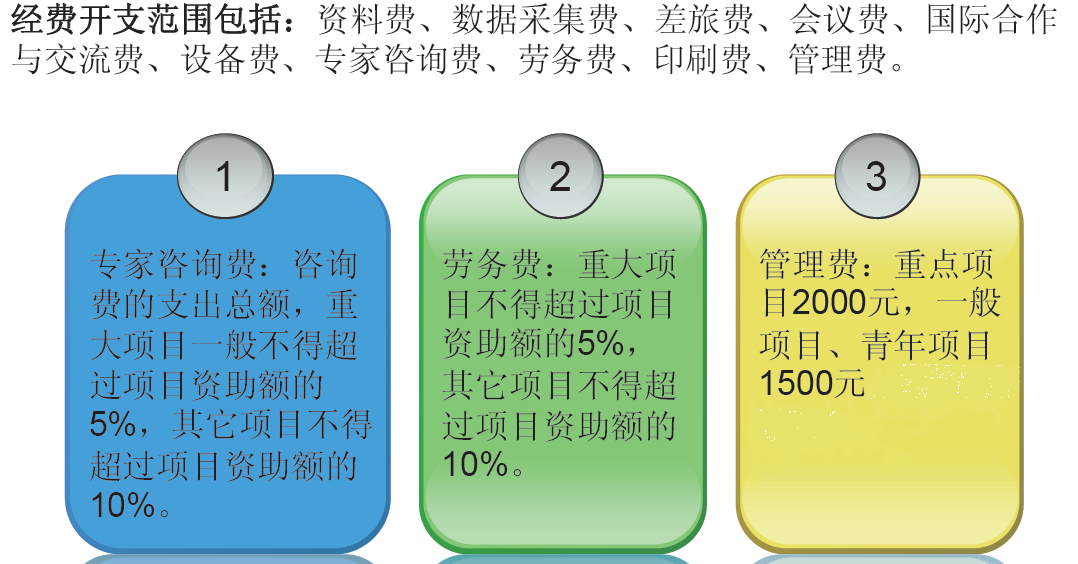 经费开支范围包括：资料费、数据采集费、差旅费、会议费、国际合作
与交流费、设备费、专家咨询费、劳务费、印刷费、管理费。
1
专家咨询费：咨询
费的支出总额，重
大项目一般不得超
过项目资助额的
5%，其它项目不得
超过项目资助额的
10%。
2
劳务费：重大项
目不得超过项目
资助额的5%，
其它项目不得超
过项目资助额的
10%。
3
管理费：重点项
目2000元，一般
项目、青年项目
1500元